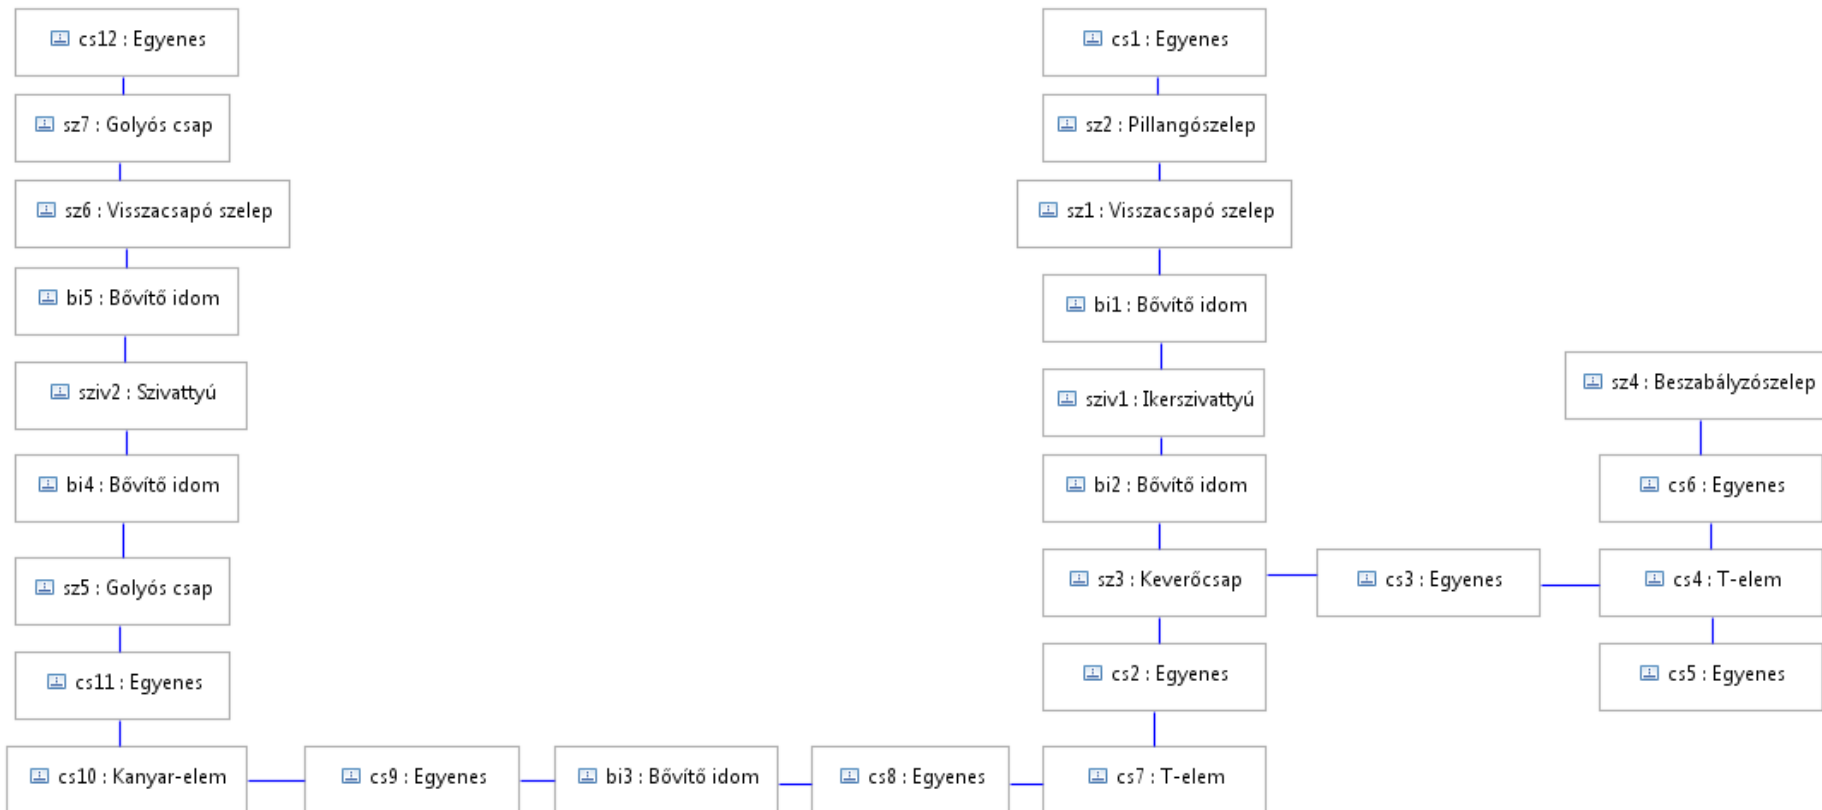 cs12 : Egyenes
cs1 : Egyenes
sz7 : Golyós csap
sz2 : Pillangószelep
sz6 : Visszacsapó szelep
sz1 : Visszacsapó szelep
bi5 : Bővítő idom
bi1 : Bővítő idom
sziv2 : Szivattyú
sziv1 : Ikerszivattyú
sz4 : Beszabályzószelep
bi4 : Bővítő idom
bi2 : Bővítő idom
cs6 : Egyenes
sz5 : Golyós csap
sz3 : Keverőcsap
cs3 : Egyenes
cs4 : T-elem
cs11 : Egyenes
cs2 : Egyenes
cs5 : Egyenes
cs10 : Kanyar-elem
cs9 : Egyenes
bi3 : Bővítő idom
cs8 : Egyenes
cs7 : T-elem